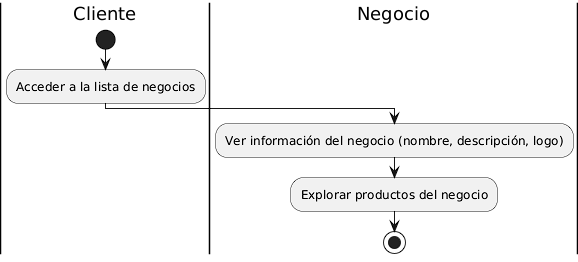 Cliente
Negocio
Acceder a la lista de negocios
Ver información del negocio (nombre, descripción, logo)
Explorar productos del negocio